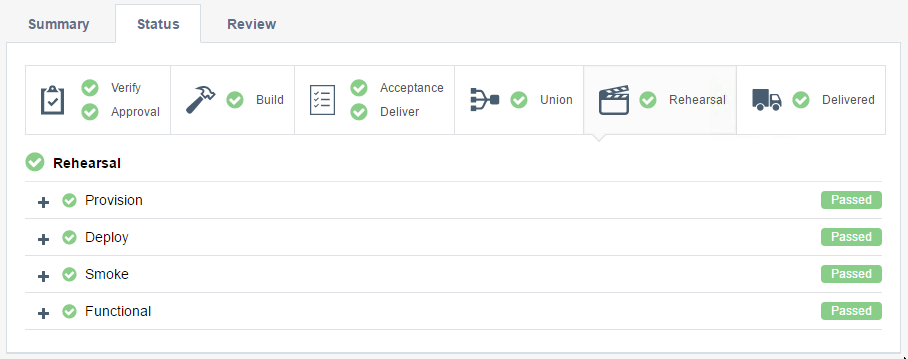 Summary Status Review
Verify
Approval
Build
Acceptance
Deliver
Union
Rehearsal
Delivered
Rehearsal
Provision Passed
Deploy Passed
Smoke Passed
Functional Passed